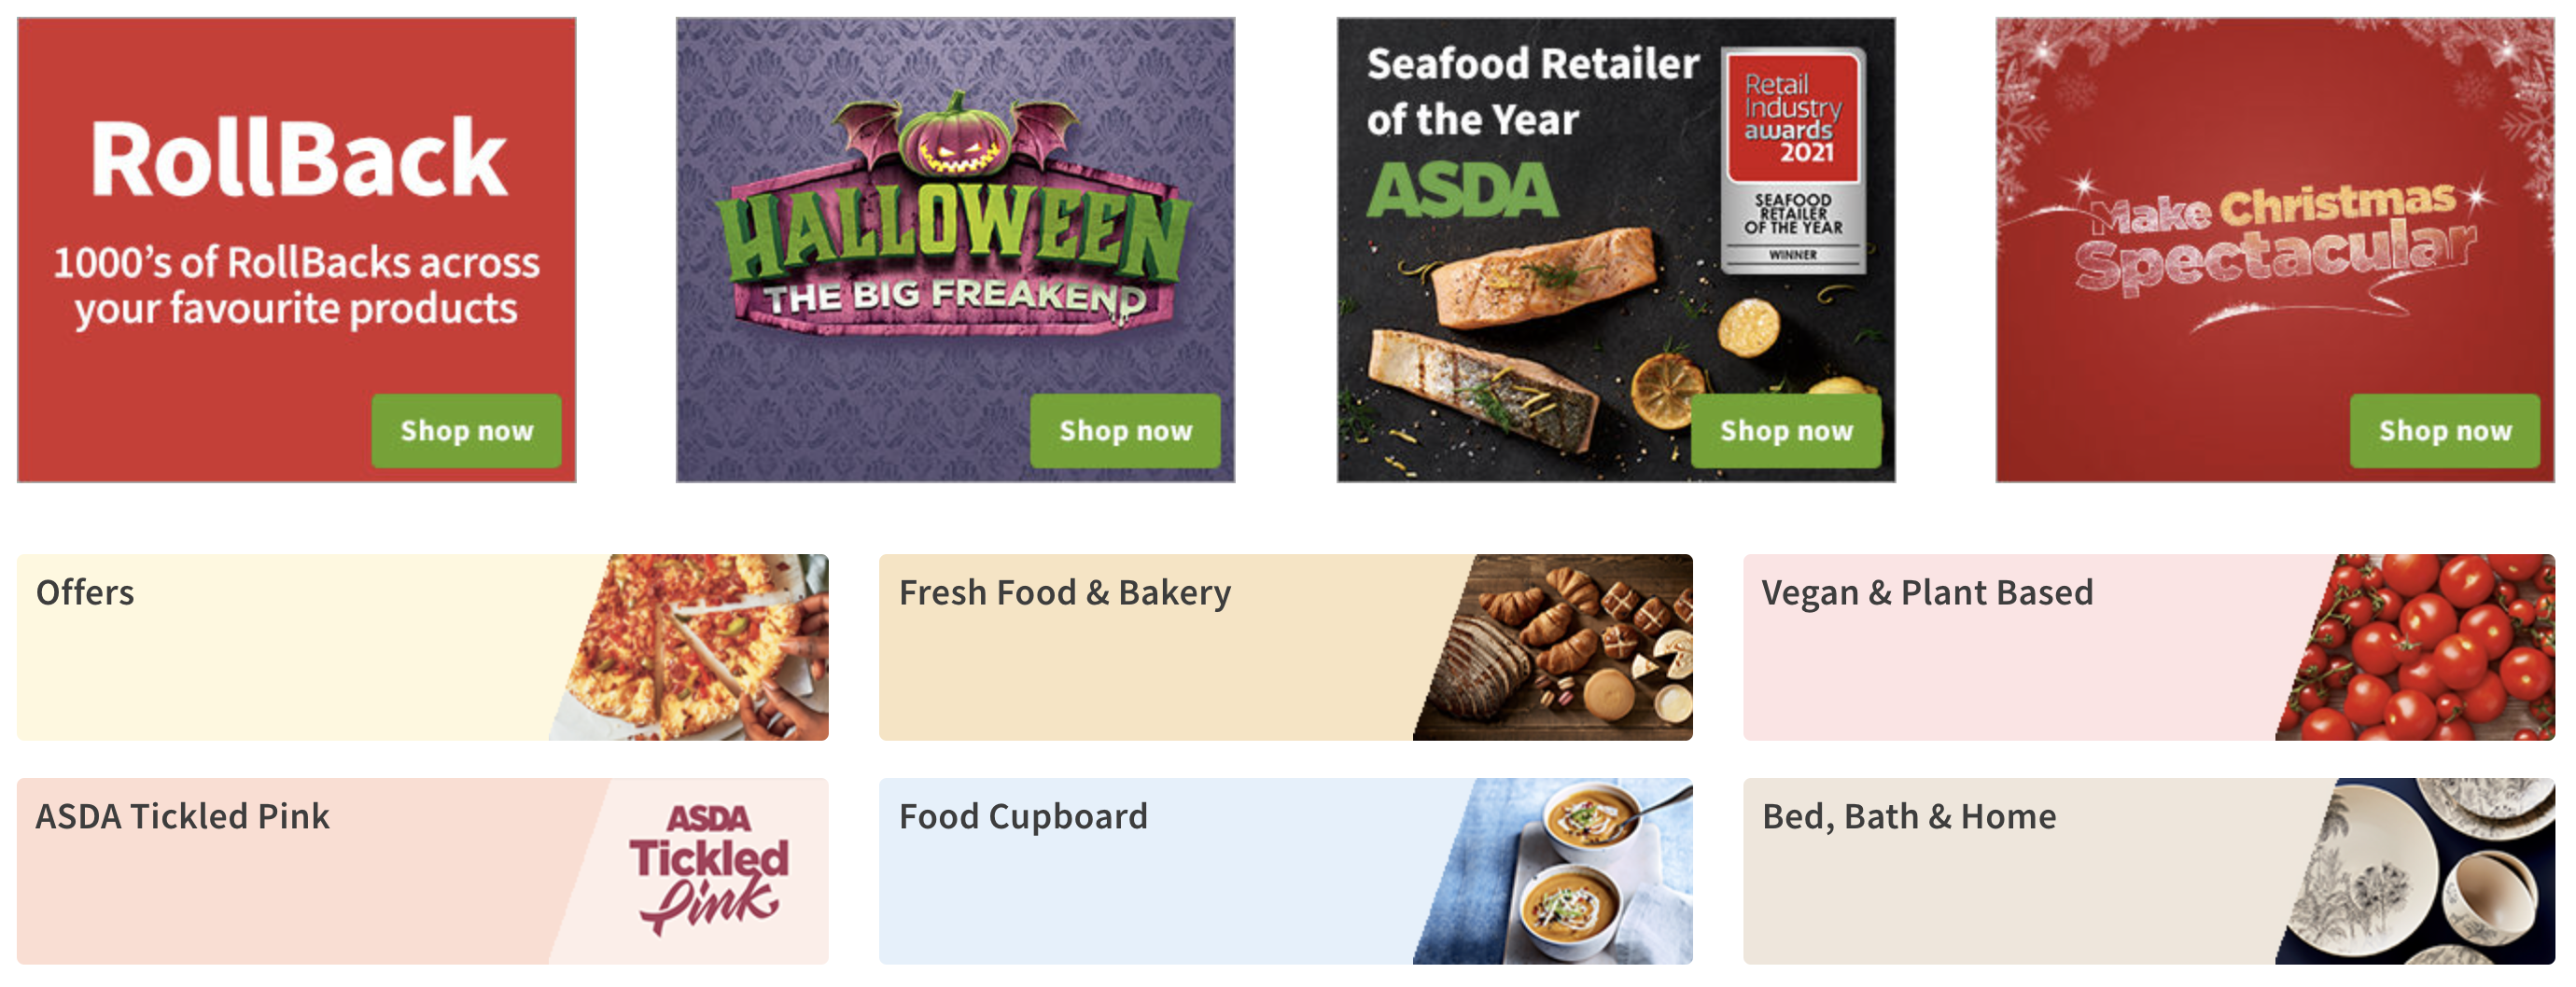 RollBack
1000's of RollBacks across
your favourite products
Shop now
HALLOWEEN
THE BIG FREAKEND
Shop now
Seafood Retailer
of the Year
ASDA
Retail
Industry
awards
2021
SEAFOOD
RETAILER
OF THE YEAR
WINNER
Shop now
Make Christmas
Spectacular
Shop now
Offers
Fresh Food & Bakery
Vegan & Plant Based
ASDA Tickled Pink
ASDA
Tickled
Pink
Food Cupboard
Bed, Bath & Home